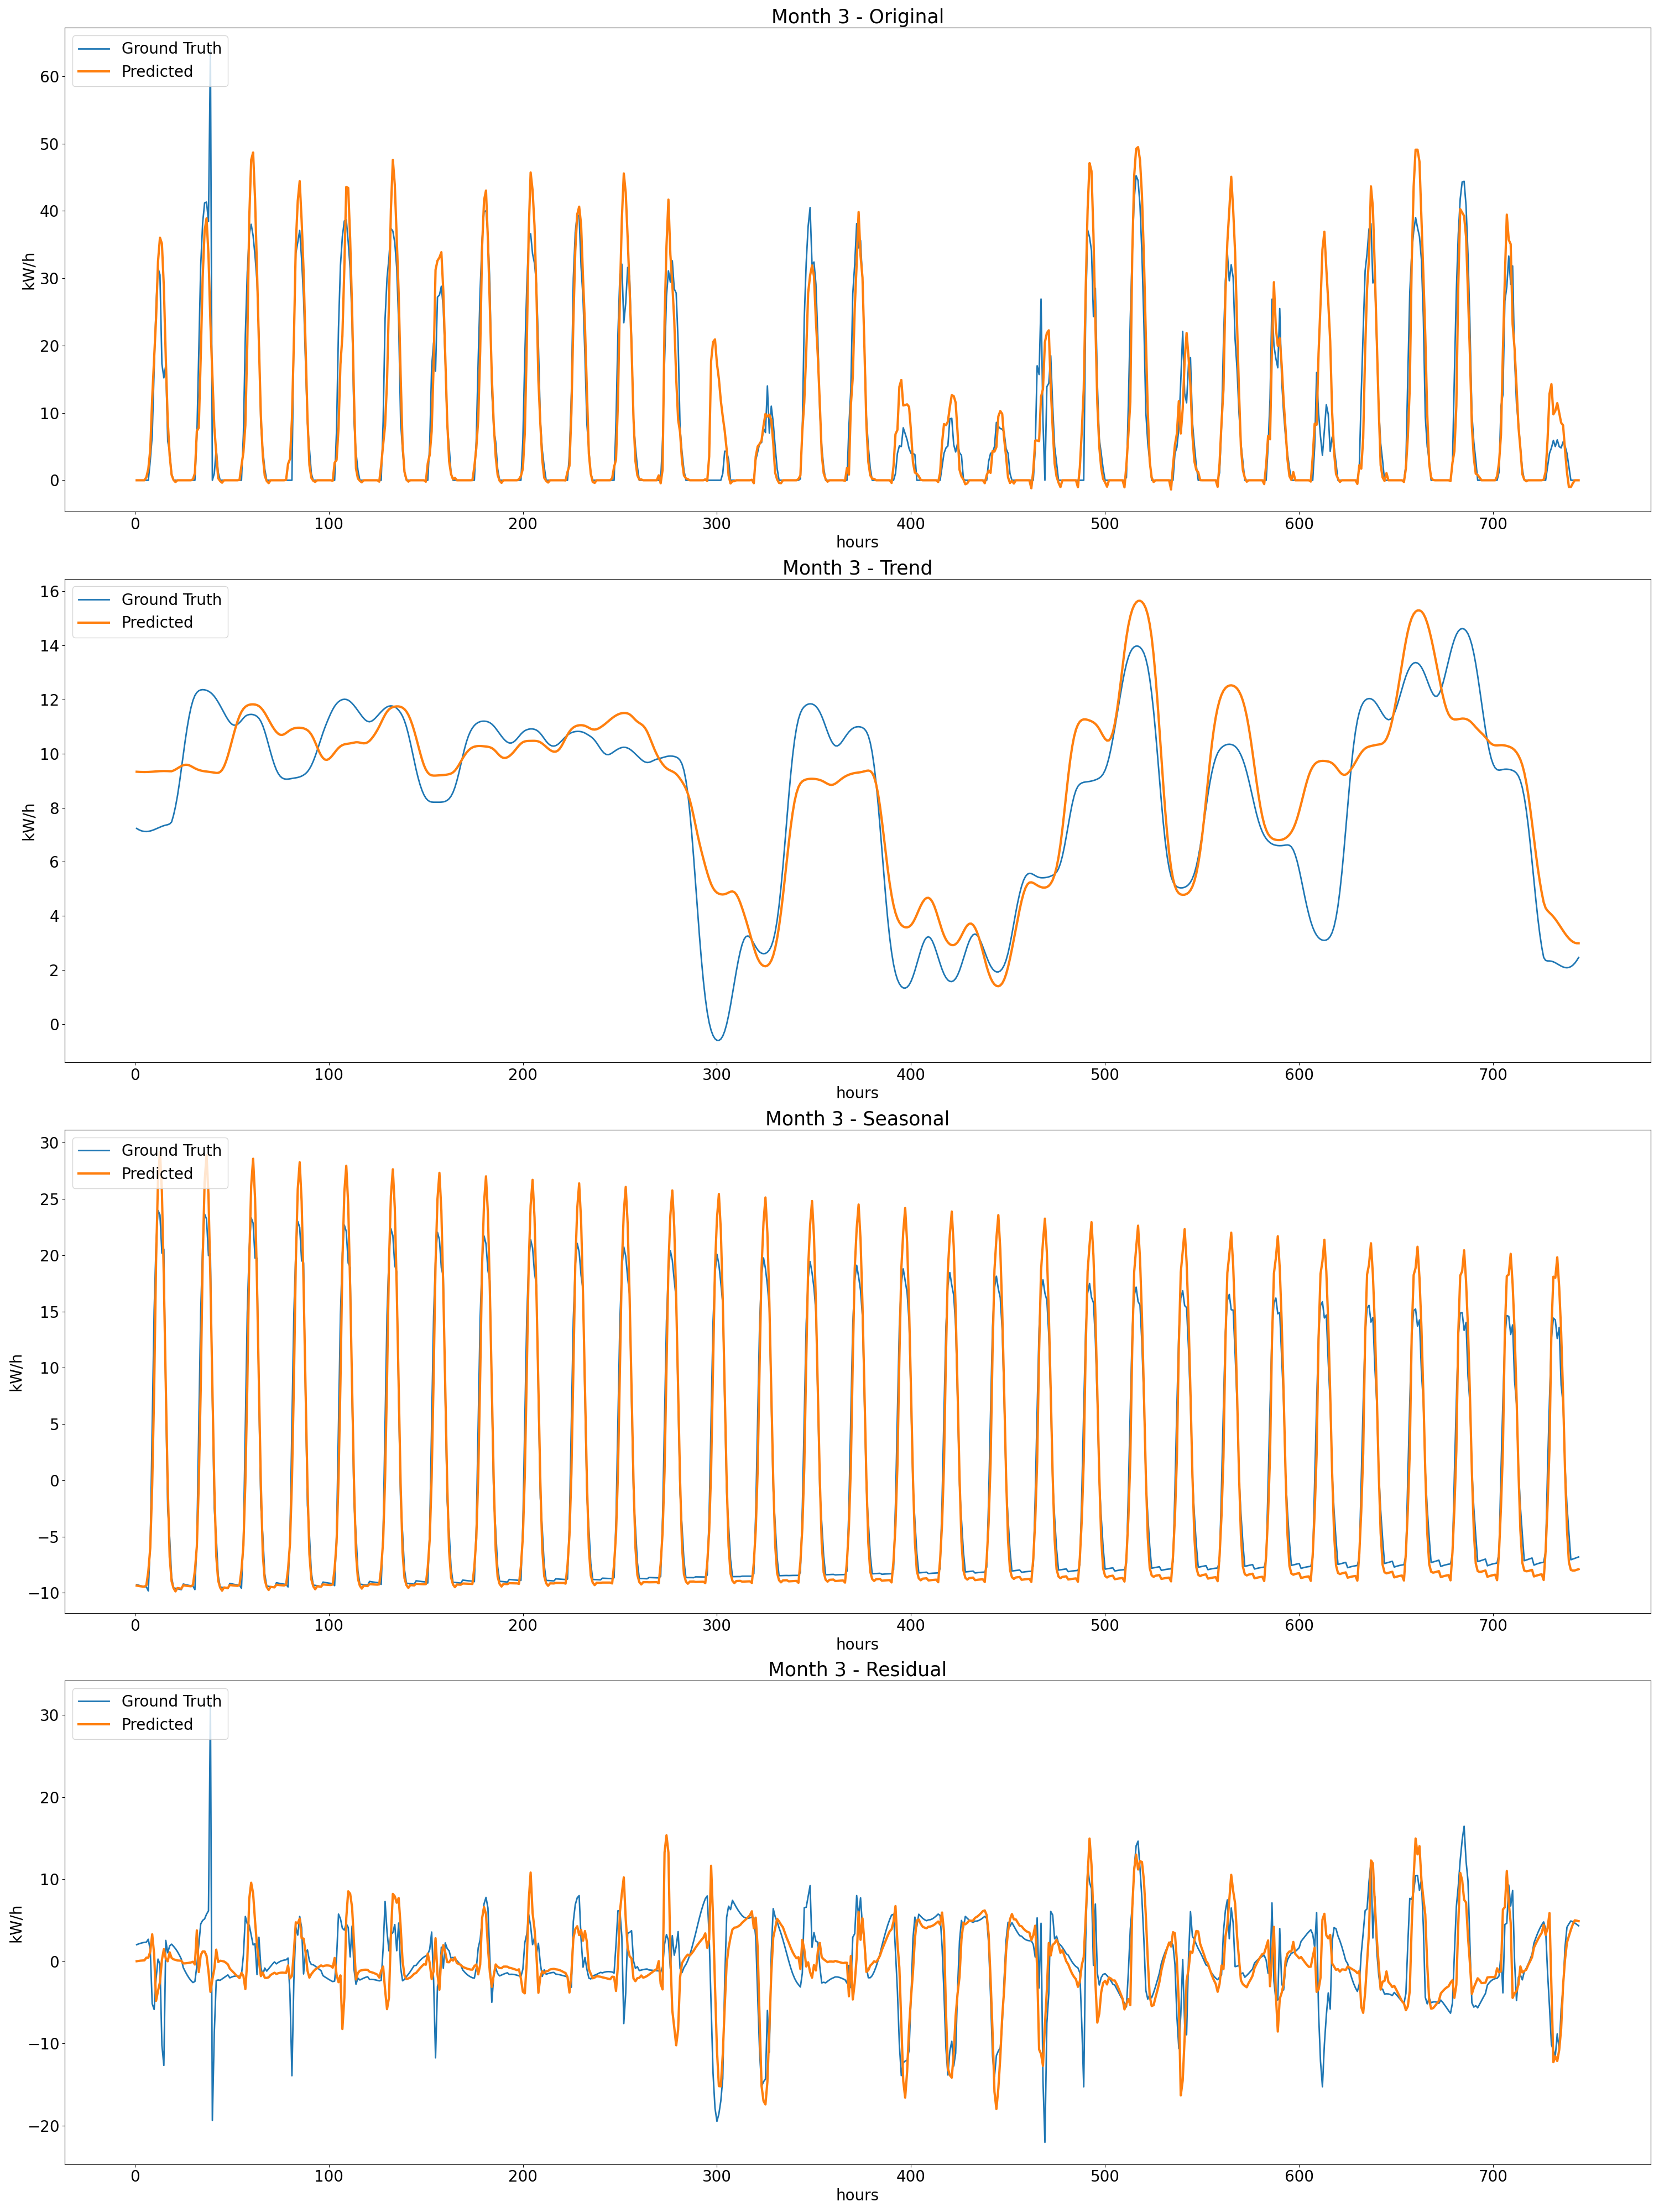 Month 3 - Original
Ground Truth
Predicted
kW/h
60
50
40
30
20
10
0
0 100 200 300 400 500 600 700
hours
Month 3 - Trend
Ground Truth
Predicted
kW/h
16
14
12
10
8
6
4
2
0
0 100 200 300 400 500 600 700
hours
Month 3 - Seasonal
Ground Truth
Predicted
kW/h
30
25
20
15
10
5
0
−5
−10
0 100 200 300 400 500 600 700
hours
Month 3 - Residual
Ground Truth
Predicted
kW/h
30
20
10
0
−10
−20
0 100 200 300 400 500 600 700
hours